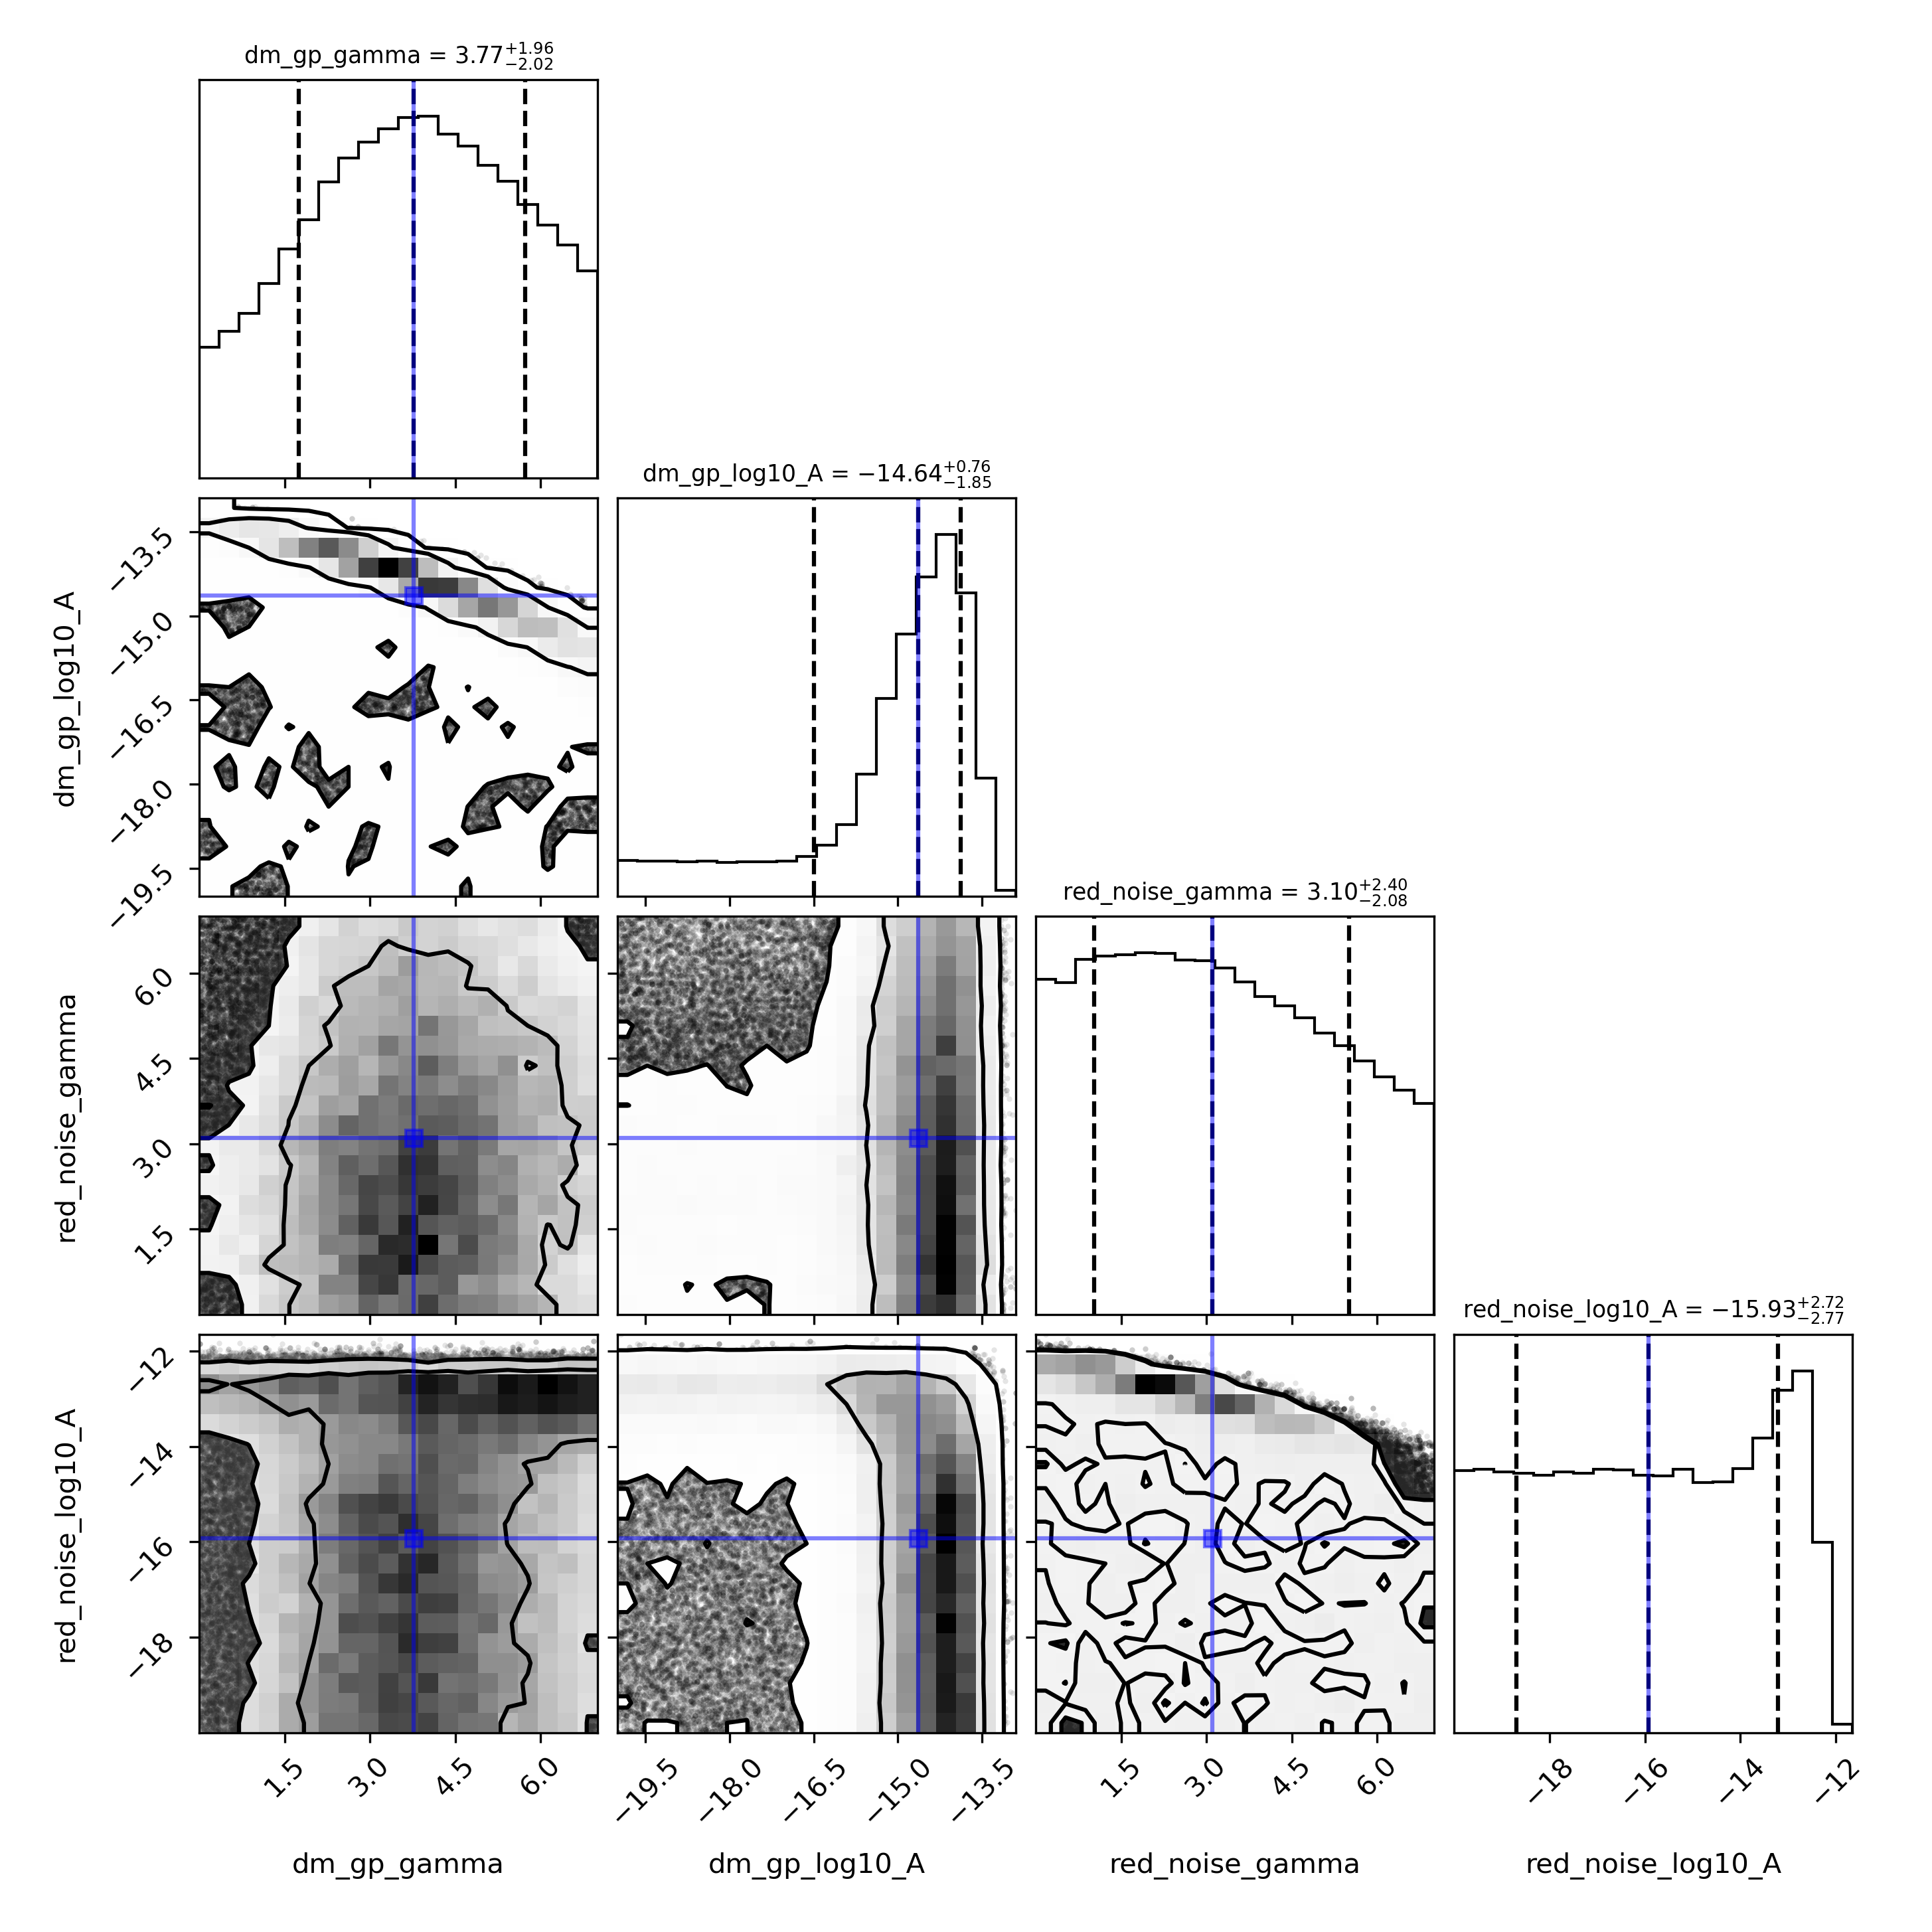 dm_gp_gamma = 3.77+1.96−2.02
dm_gp_log10_A = −14.64+0.76−1.85
−13.5
−15.0
−16.5
−18.0
−19.5
dm_gp_log10_A
red_noise_gamma = 3.10+2.40−2.08
6.0
4.5
3.0
1.5
red_noise_gamma
red_noise_log10_A = −15.93+2.72−2.77
−12
−14
−16
−18
red_noise_log10_A
1.5 3.0 4.5 6.0 −19.5 −18.0 −16.5 −15.0 −13.5 1.5 3.0 4.5 6.0 −18 −16 −14 −12
dm_gp_gamma dm_gp_log10_A red_noise_gamma red_noise_log10_A